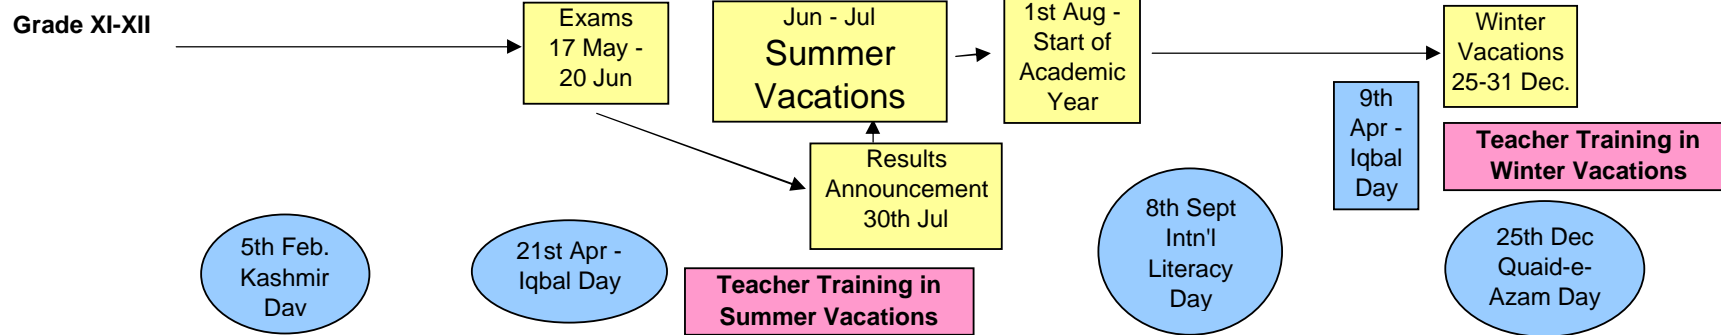 Grade XI-XII
Exams
17 May -
20 Jun
Jun - Jul
Summer
Vacations
1st Aug -
Start of
Academic
Year
Winter
Vacations
25-31 Dec.
9th
Apr -
Iqbal
Day
Teacher Training in
Winter Vacations
Results
Announcement
30th Jul
5th Feb.
Kashmir
Day
21st Apr -
Iqbal Day
Teacher Training in
Summer Vacations
8th Sept
Intn'l
Literacy
Day
25th Dec
Quaid-e-
Azam Day